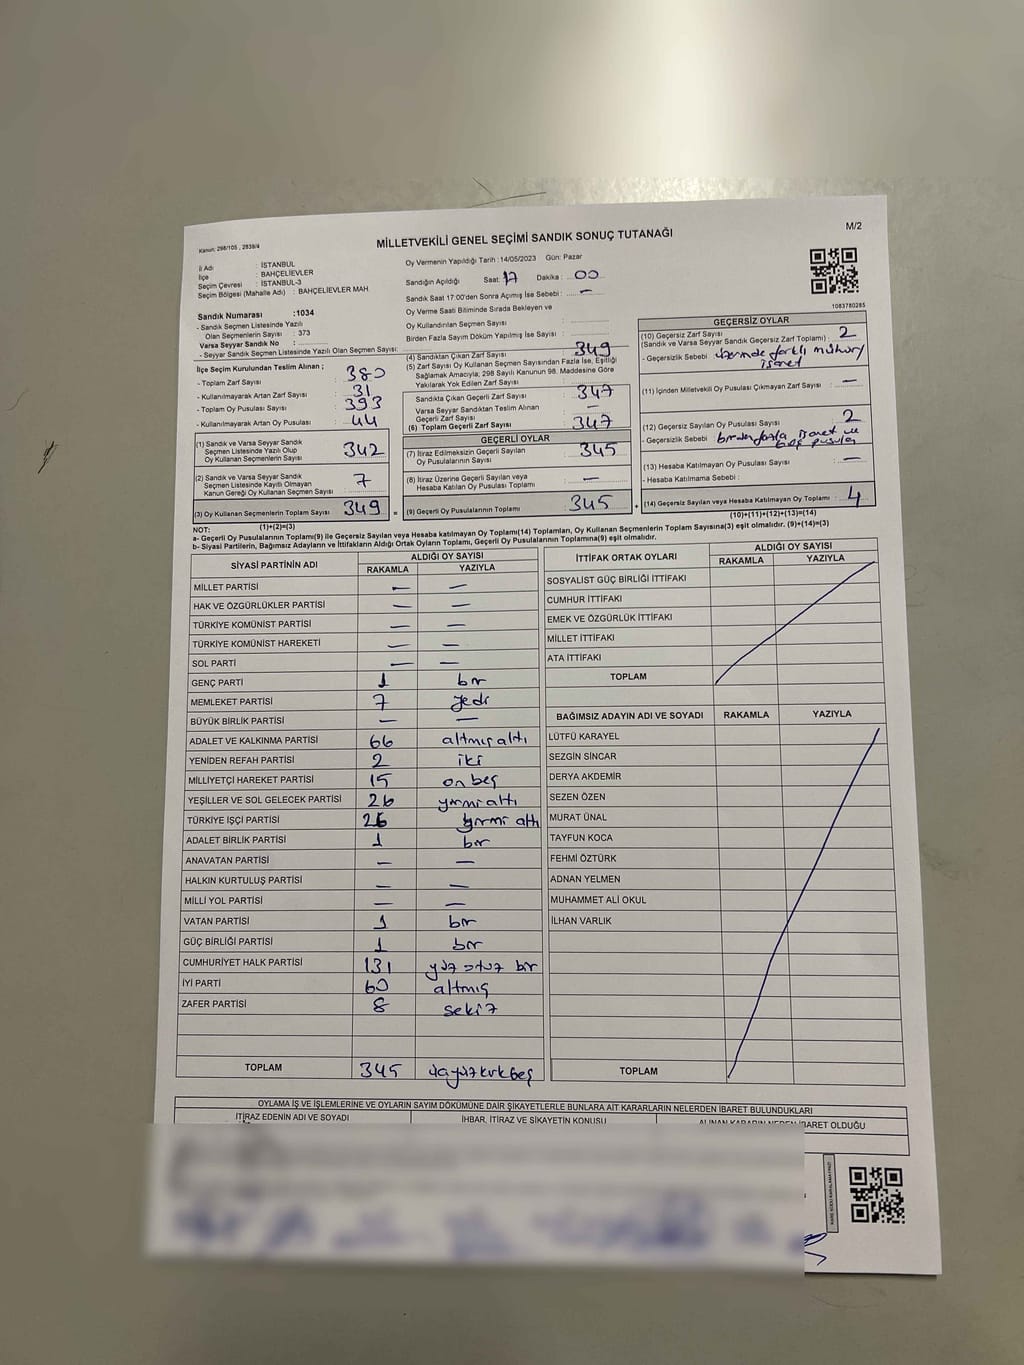 Kanun: 298/105 , 2839/4
MİLLETVEKİLİ GENEL SEÇİMİ SANDIK SONUÇ TUTANAĞI
M/2
İl Adı : İSTANBUL
İlçe : BAHÇELİEVLER
Seçim Çevresi : İSTANBUL-3
Seçim Bölgesi (Mahalle Adı) : BAHÇELİEVLER MAH
Sandık Numarası :1034
- Sandık Seçmen Listesinde Yazılı
Olan Seçmenlerin Sayısı : 373
Varsa Seyyar Sandık No :
- Seyyar Sandık Seçmen Listesinde Yazılı Olan Seçmen Sayısı:
İlçe Seçim Kurulundan Teslim Alınan ;
- Toplam Zarf Sayısı : 380
- Kullanılmayarak Artan Zarf Sayısı : 31
- Toplam Oy Pusulası Sayısı : 393
- Kullanılmayarak Artan Oy Pusulası : 44
(1) Sandık ve Varsa Seyyar Sandık
Seçmen Listesinde Yazılı Olup
Oy Kullanan Seçmenlerin Sayısı 342
(2) Sandık ve Varsa Seyyar Sandık
Seçmen Listesinde Kayıtlı Olmayan
Kanun Gereği Oy Kullanan Seçmen Sayısı 7
(3) Oy Kullanan Seçmenlerin Toplam Sayısı 349
(1)+(2)=(3)
Oy Vermenin Yapıldığı Tarih :14/05/2023 Gün: Pazar
Sandığın Açıldığı Saat: 17 Dakika : 00
Sandık Saat 17:00'den Sonra Açımış İse Sebebi : —
Oy Verme Saati Bitiminde Sırada Bekleyen ve
Oy Kullandırılan Seçmen Sayısı :
Birden Fazla Sayım Döküm Yapılmış İse Sayısı :
(4) Sandıktan Çıkan Zarf Sayısı : 349
(5) Zarf Sayısı Oy Kullanan Seçmen Sayısından Fazla İse, Eşitliği
Sağlamak Amacıyla; 298 Sayılı Kanunun 98. Maddesine Göre
Yakılarak Yok Edilen Zarf Sayısı :
Sandıkta Çıkan Geçerli Zarf Sayısı : 347
Varsa Seyyar Sandıktan Teslim Alınan
Geçerli Zarf Sayısı : —
(6) Toplam Geçerli Zarf Sayısı : 347
GEÇERLİ OYLAR
(7) İtiraz Edilmeksizin Geçerli Sayılan
Oy Pusulalarının Sayısı : 345
(8) İtiraz Üzerine Geçerli Sayılan veya
Hesaba Katılan Oy Pusulası Toplamı : —
(9) Geçerli Oy Pusulalarının Toplamı : 345
1083780285
GEÇERSİZ OYLAR
(10) Geçersiz Zarf Sayısı
(Sandık ve Varsa Seyyar Sandık Geçersiz Zarf Toplamı) : 2
- Geçersizlik Sebebi : üzerinde farklı mühür/
işaret
(11) İçinden Milletvekili Oy Pusulası Çıkmayan Zarf Sayısı : —
(12) Geçersiz Sayılan Oy Pusulası Sayısı : 2
- Geçersizlik Sebebi : birden fazla işaret ve
boş pusula
(13) Hesaba Katılmayan Oy Pusulası Sayısı : —
- Hesaba Katılmama Sebebi :
(14) Geçersiz Sayılan veya Hesaba Katılmayan Oy Toplamı : 4
(10)+(11)+(12)+(13)=(14)
NOT:
a- Geçerli Oy Pusulalarının Toplamı(9) ile Geçersiz Sayılan veya Hesaba katılmayan Oy Toplamı(14) Toplamları, Oy Kullanan Seçmenlerin Toplam Sayısına(3) eşit olmalıdır. (9)+(14)=(3)
b- Siyasi Partilerin, Bağımsız Adayların ve İttifakların Aldığı Ortak Oyların Toplamı, Geçerli Oy Pusulalarının Toplamına(9) eşit olmalıdır.
SİYASİ PARTİNİN ADI ALDIĞI OY SAYISI
RAKAMLA YAZIYLA
MİLLET PARTİSİ — —
HAK VE ÖZGÜRLÜKLER PARTİSİ — —
TÜRKİYE KOMÜNİST PARTİSİ — —
TÜRKİYE KOMÜNİST HAREKETİ — —
SOL PARTİ — —
GENÇ PARTİ 1 bir
MEMLEKET PARTİSİ 7 yedi
BÜYÜK BİRLİK PARTİSİ — —
ADALET VE KALKINMA PARTİSİ 66 altmış altı
YENİDEN REFAH PARTİSİ 2 iki
MİLLİYETÇİ HAREKET PARTİSİ 15 on beş
YEŞİLLER VE SOL GELECEK PARTİSİ 26 yirmi altı
TÜRKİYE İŞÇİ PARTİSİ 26 yirmi altı
ADALET BİRLİK PARTİSİ 1 bir
ANAVATAN PARTİSİ — —
HALKIN KURTULUŞ PARTİSİ — —
MİLLİ YOL PARTİSİ — —
VATAN PARTİSİ 1 bir
GÜÇ BİRLİĞİ PARTİSİ 1 bir
CUMHURİYET HALK PARTİSİ 131 yüz otuz bir
İYİ PARTİ 60 altmış
ZAFER PARTİSİ 8 sekiz
TOPLAM 345 üçyüzkırkbeş
İTTİFAK ORTAK OYLARI ALDIĞI OY SAYISI
RAKAMLA YAZIYLA
SOSYALİST GÜÇ BİRLİĞİ İTTİFAKI
CUMHUR İTTİFAKI
EMEK VE ÖZGÜRLÜK İTTİFAKI
MİLLET İTTİFAKI
ATA İTTİFAKI
TOPLAM
BAĞIMSIZ ADAYIN ADI VE SOYADI RAKAMLA YAZIYLA
LÜTFÜ KARAYEL
SEZGİN SİNCAR
DERYA AKDEMİR
SEZEN ÖZEN
MURAT ÜNAL
TAYFUN KOCA
FEHMİ ÖZTÜRK
ADNAN YELMEN
MUHAMMET ALİ OKUL
İLHAN VARLIK
TOPLAM
OYLAMA İŞ VE İŞLEMLERİNE VE OYLARIN SAYIM DÖKÜMÜNE DAİR ŞİKAYETLERLE BUNLARA AİT KARARLARIN NELERDEN İBARET BULUNDUKLARI
İTİRAZ EDENİN ADI VE SOYADI İHBAR, İTİRAZ VE ŞİKAYETİN KONUSU ALINAN KARARIN NEDEN İBARET OLDUĞU